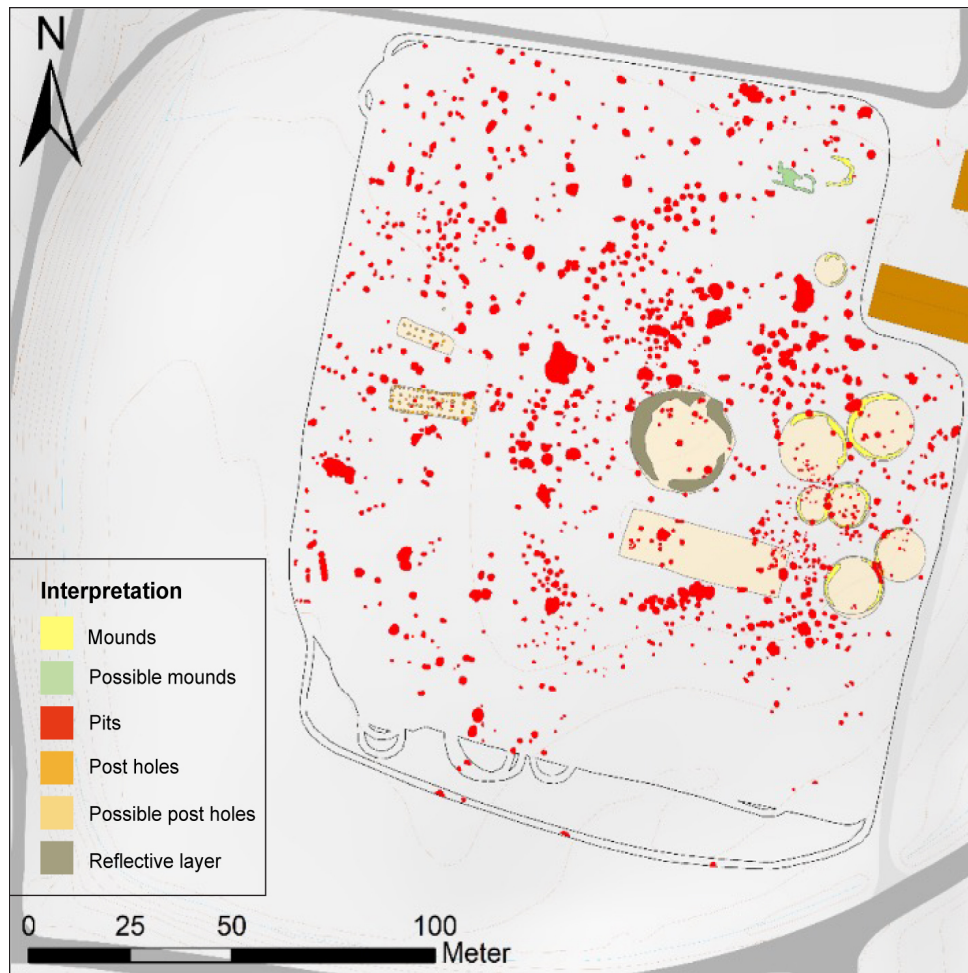 N
Interpretation
Mounds
Possible mounds
Pits
Post holes
Possible post holes
Reflective layer
0 25 50 100
Meter